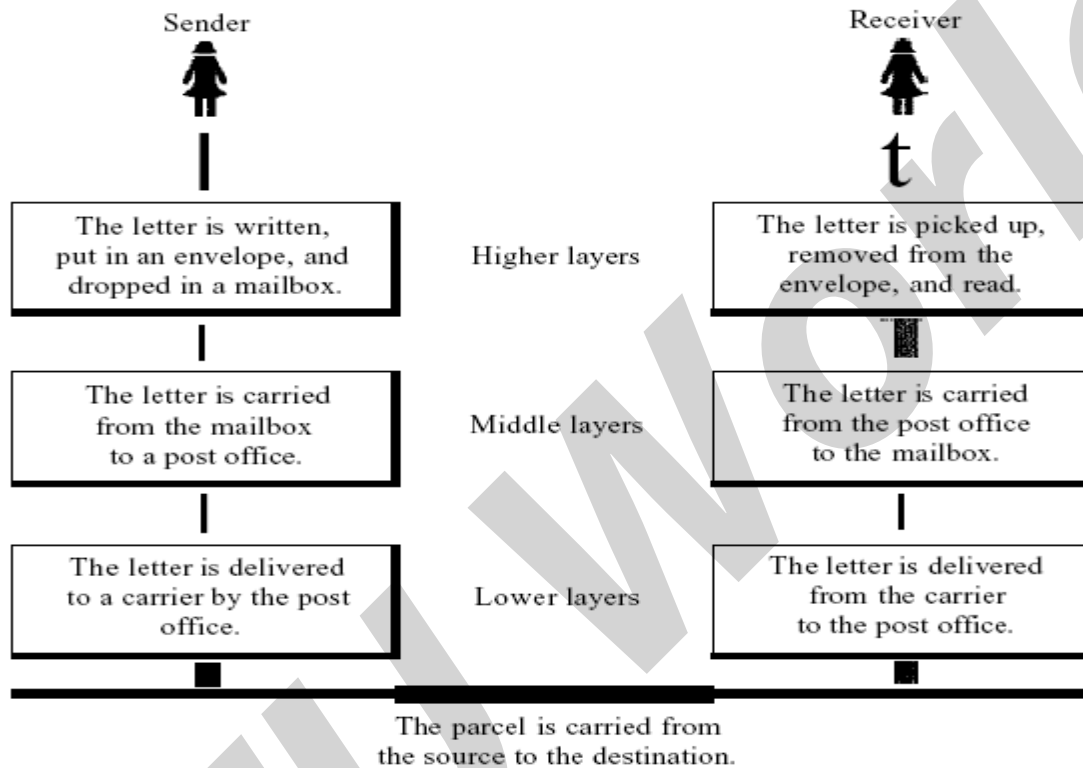 Sender
Receiver
t
The letter is written,
put in an envelope, and
dropped in a mailbox.
Higher layers
The letter is picked up,
removed from the
envelope, and read.
The letter is carried
from the mailbox
to a post office.
Middle layers
The letter is carried
from the post office
to the mailbox.
The letter is delivered
to a carrier by the post
office.
Lower layers
The letter is delivered
from the carrier
to the post office.
The parcel is carried from
the source to the destination.